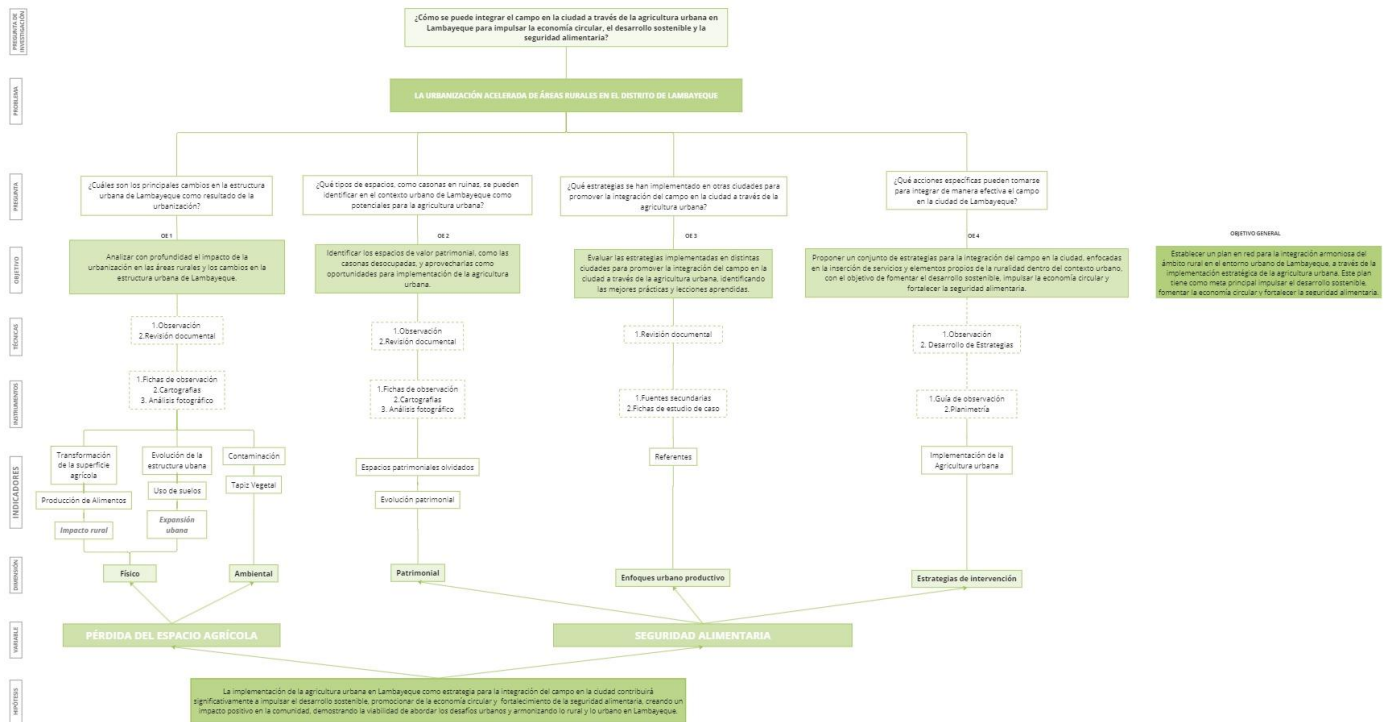 PREGUNTA DE
INVESTIGACIÓN
¿Cómo se puede integrar el campo en la ciudad a través de la agricultura urbana en
Lambayeque para impulsar la economía circular, el desarrollo sostenible y la
seguridad alimentaria?
PROBLEMA
LA URBANIZACIÓN ACELERADA DE ÁREAS RURALES EN EL DISTRITO DE LAMBAYEQUE
PREGUNTA
¿Cuáles son los principales cambios en la estructura
urbana de Lambayeque como resultado de la
urbanización?
¿Qué tipos de espacios, como casonas en ruinas, se pueden
identificar en el contexto urbano de Lambayeque como
potenciales para la agricultura urbana?
¿Qué estrategias se han implementado en otras ciudades para
promover la integración del campo en la ciudad a través de la
agricultura urbana?
¿Qué acciones específicas pueden tomarse
para integrar de manera efectiva el campo
en la ciudad de Lambayeque?
OBJETIVO
OE 1
Analizar con profundidad el impacto de la
urbanización en las áreas rurales y los cambios en la
estructura urbana de Lambayeque.
OE 2
Identificar los espacios de valor patrimonial, como las
casonas desocupadas, y aprovecharlas como
oportunidades para implementación de la agricultura
urbana.
OE 3
Evaluar las estrategias implementadas en distintas
ciudades para promover la integración del campo en la
ciudad a través de la agricultura urbana, identificando
las mejores prácticas y lecciones aprendidas.
OE 4
Proponer un conjunto de estrategias para la integración del campo en la ciudad, enfocadas
en la inserción de servicios y elementos propios de la ruralidad dentro del contexto urbano,
con el objetivo de fomentar el desarrollo sostenible, impulsar la economía circular y
fortalecer la seguridad alimentaria.
OBJETIVO GENERAL
Establecer un plan en red para la integración armoniosa del
ámbito rural en el entorno urbano de Lambayeque, a través de la
implementación estratégica de la agricultura urbana. Este plan
tiene como meta principal impulsar el desarrollo sostenible,
fomentar la economía circular y fortalecer la seguridad alimentaria.
TÉCNICAS
1.Observación
2.Revisión documental
1.Observación
2.Revisión documental
1.Revisión documental
1.Observación
2. Desarrollo de Estrategias
INSTRUMENTOS
1.Fichas de observación
2.Cartografias
3. Análisis fotográfico
1.Fichas de observación
2.Cartografias
3. Análisis fotográfico
1.Fuentes secundarias
2.Fichas de estudio de caso
1.Guía de observación
2.Planimetría
INDICADORES
Transformación
de la superficie
agrícola
Evolución de la
estructura ubana
Contaminación
Espacios patrimoniales olvidados
Referentes
Implementación de la
Agricultura urbana
Producción de Alimentos
Uso de suelos
Tapiz Vegetal
Evolución patrimonial
Impacto rural
Expansión
ubana
DIMENSIÓN
Físico
Ambiental
Patrimonial
Enfoques urbano productivo
Estrategias de intervención
VARIABLE
PÉRDIDA DEL ESPACIO AGRÍCOLA
SEGURIDAD ALIMENTARIA
HIPÓTESIS
La implementación de la agricultura urbana en Lambayeque como estrategia para la integración del campo en la ciudad contribuirá
significativamente a impulsar el desarrollo sostenible, promocionar de la economía circular y fortalecimiento de la seguridad alimentaria, creando un
impacto positivo en la comunidad, demostrando la viabilidad de abordar los desafíos urbanos y armonizando lo rural y lo urbano en Lambayeque.